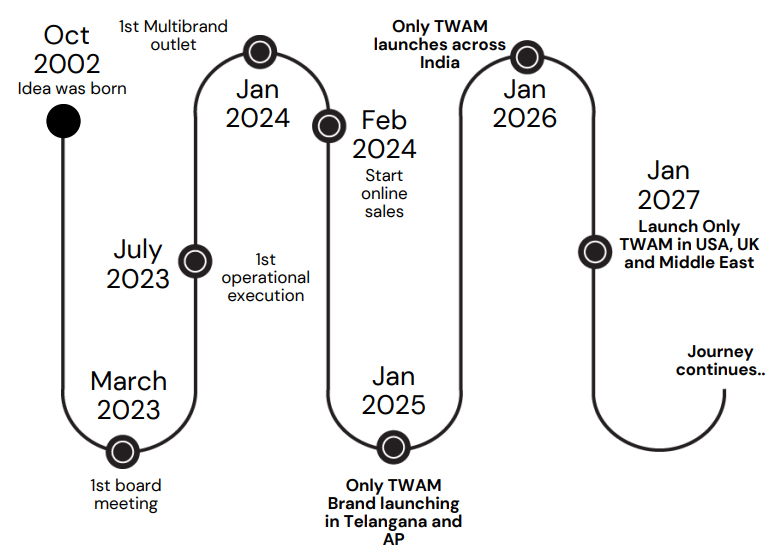 Oct
2002
Idea was born
March
2023
1st board
meeting
July
2023
1st
operational
execution
1st Multibrand
outlet
Jan
2024
Feb
2024
Start
online
sales
Jan
2025
Only TWAM
Brand launching
in Telangana and
AP
Only TWAM
launches across
India
Jan
2026
Jan
2027
Launch Only
TWAM in USA, UK
and Middle East
Journey
continues..